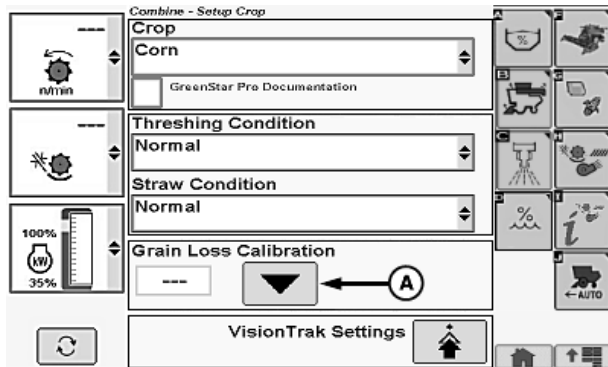 Combine - Setup Crop
---
n/min
Crop
Corn
GreenStar Pro Documentation
---
Threshing Condition
Normal
Straw Condition
Normal
100%
kW
35%
Grain Loss Calibration
---
A
VisionTrak Settings
A
%
E
B
G
C
H
D
%
I
i
J
←AUTO